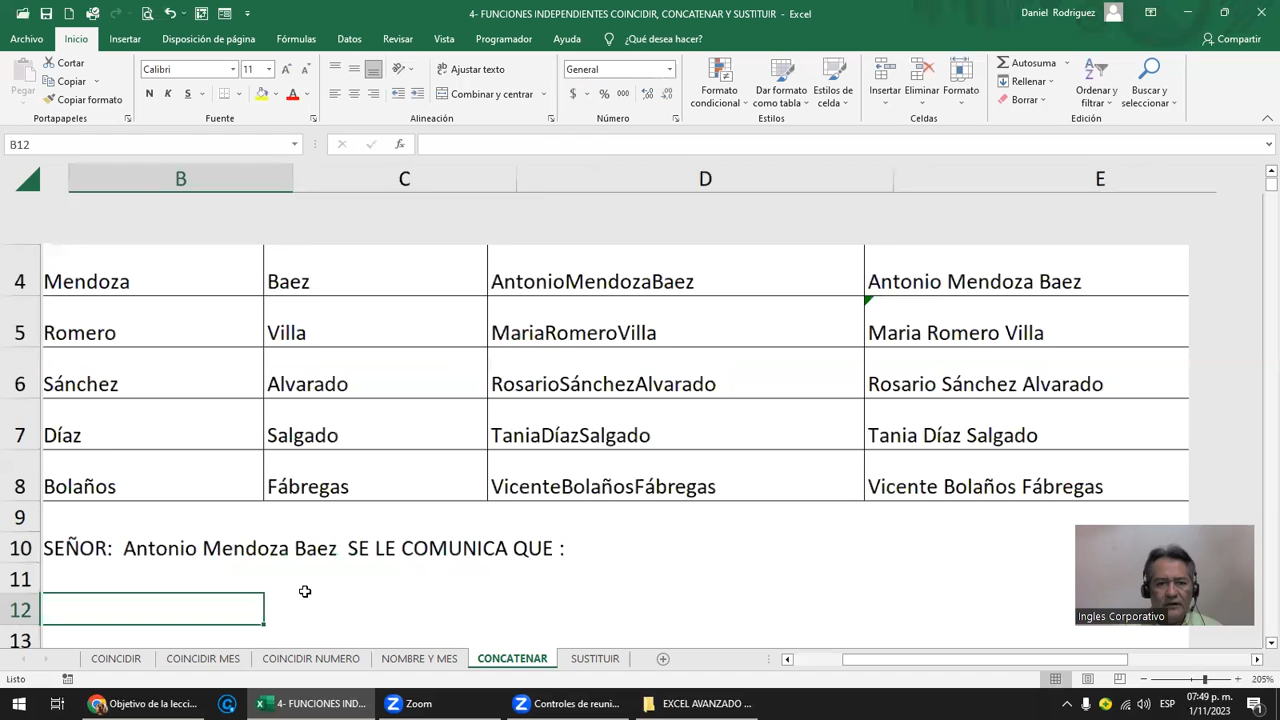 4- FUNCIONES INDEPENDIENTES COINCIDIR, CONCATENAR Y SUSTITUIR - Excel
Daniel Rodriguez
Archivo Inicio Insertar Disposición de página Fórmulas Datos Revisar Vista Programador Ayuda ¿Qué desea hacer? Compartir
Pegar
Cortar
Copiar
Copiar formato
Portapapeles
Calibri 11
N K S
Fuente
Ajustar texto
Combinar y centrar
Alineación
General
$ % 000
Número
Formato condicional
Dar formato como tabla
Estilos de celda
Estilos
Insertar Eliminar Formato
Celdas
Autosuma
Rellenar
Borrar
Ordenar y filtrar
Buscar y seleccionar
Edición
B12 fx
B C D E
4 Mendoza Baez AntonioMendozaBaez Antonio Mendoza Baez
5 Romero Villa MariaRomeroVilla Maria Romero Villa
6 Sánchez Alvarado RosarioSánchezAlvarado Rosario Sánchez Alvarado
7 Díaz Salgado TaniaDíazSalgado Tania Díaz Salgado
8 Bolaños Fábregas VicenteBolañosFábregas Vicente Bolaños Fábregas
9
10 SEÑOR: Antonio Mendoza Baez SE LE COMUNICA QUE :
11
12
13
Ingles Corporativo
COINCIDIR COINCIDIR MES COINCIDIR NUMERO NOMBRE Y MES CONCATENAR SUSTITUIR
Listo 205%
Objetivo de la lecci... 4- FUNCIONES IND... Zoom Controles de reuni... EXCEL AVANZADO ... ESP 07:49 p. m.
1/11/2023